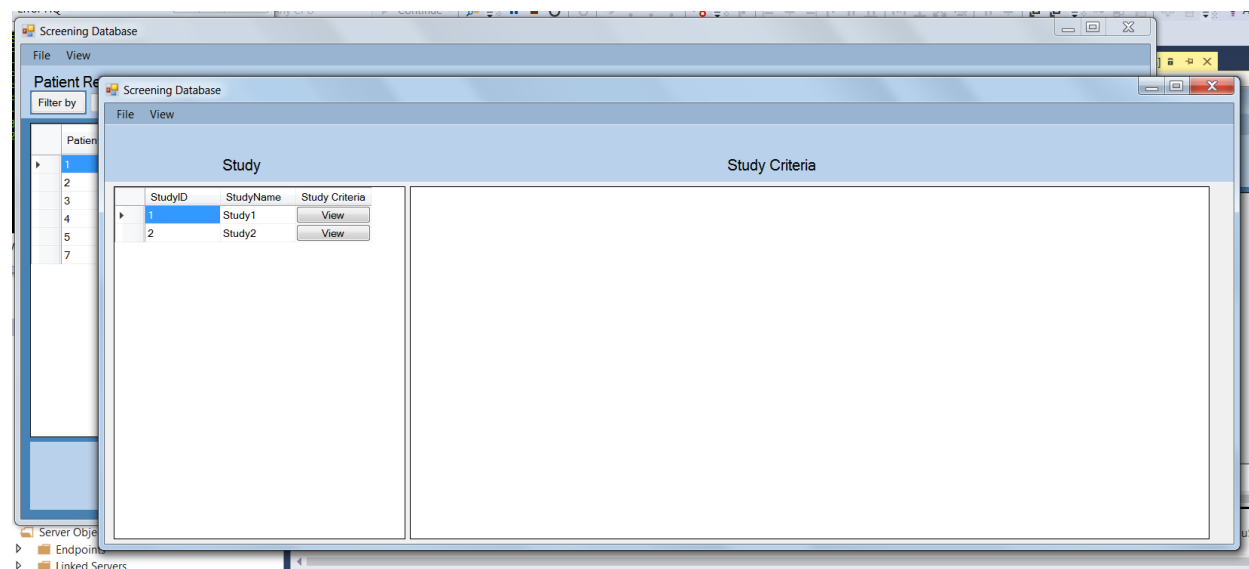 Continue
Screening Database
File View
Patient Re
Filter by
Patien
1
2
3
4
5
7
Screening Database
File View
Study
Study Criteria
StudyID StudyName Study Criteria
1 Study1 View
2 Study2 View
Server Obje
Endpoints
Linked Servers